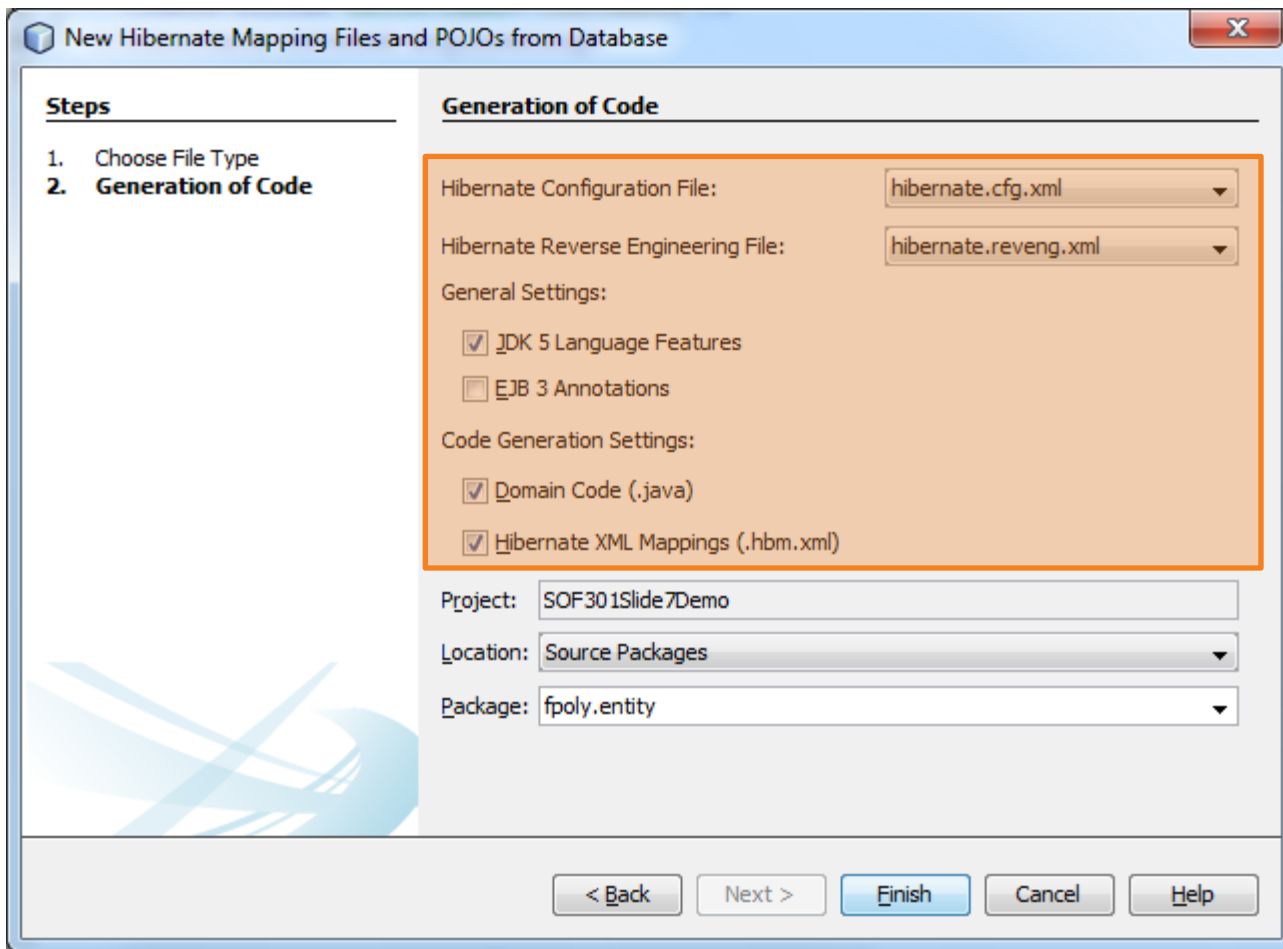 New Hibernate Mapping Files and POJOs from Database
Steps
1. Choose File Type
2. Generation of Code
Generation of Code
Hibernate Configuration File: hibernate.cfg.xml
Hibernate Reverse Engineering File: hibernate.reveng.xml
General Settings:
JDK 5 Language Features
EJB 3 Annotations
Code Generation Settings:
Domain Code (.java)
Hibernate XML Mappings (.hbm.xml)
Project: SOF301Slide7Demo
Location: Source Packages
Package: fpoly.entity
< Back Next > Finish Cancel Help